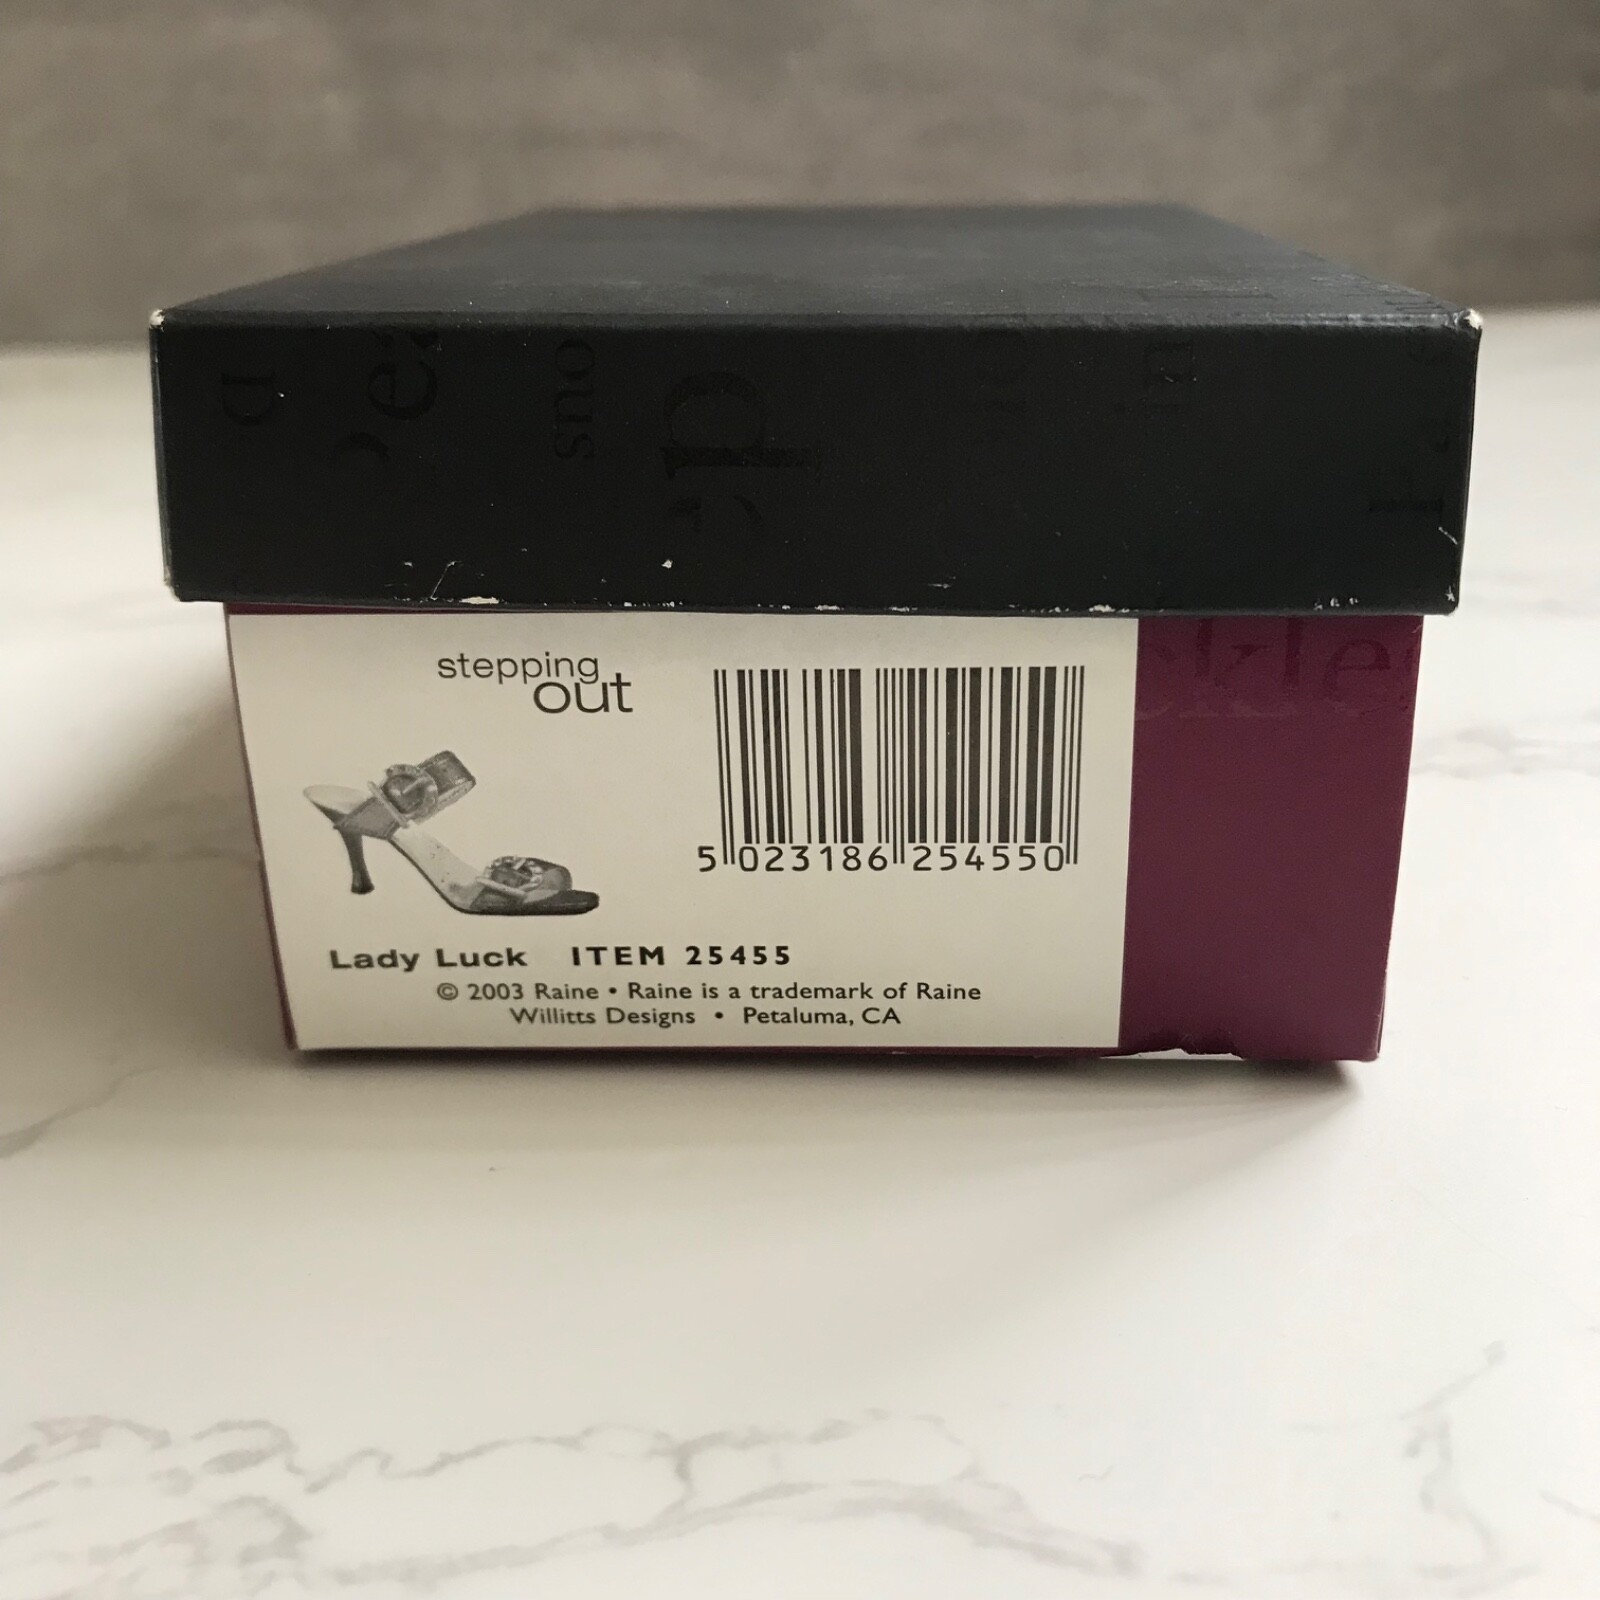 stepping
out
5 023186 254550
Lady Luck ITEM 25455
© 2003 Raine • Raine is a trademark of Raine
Willitts Designs • Petaluma, CA